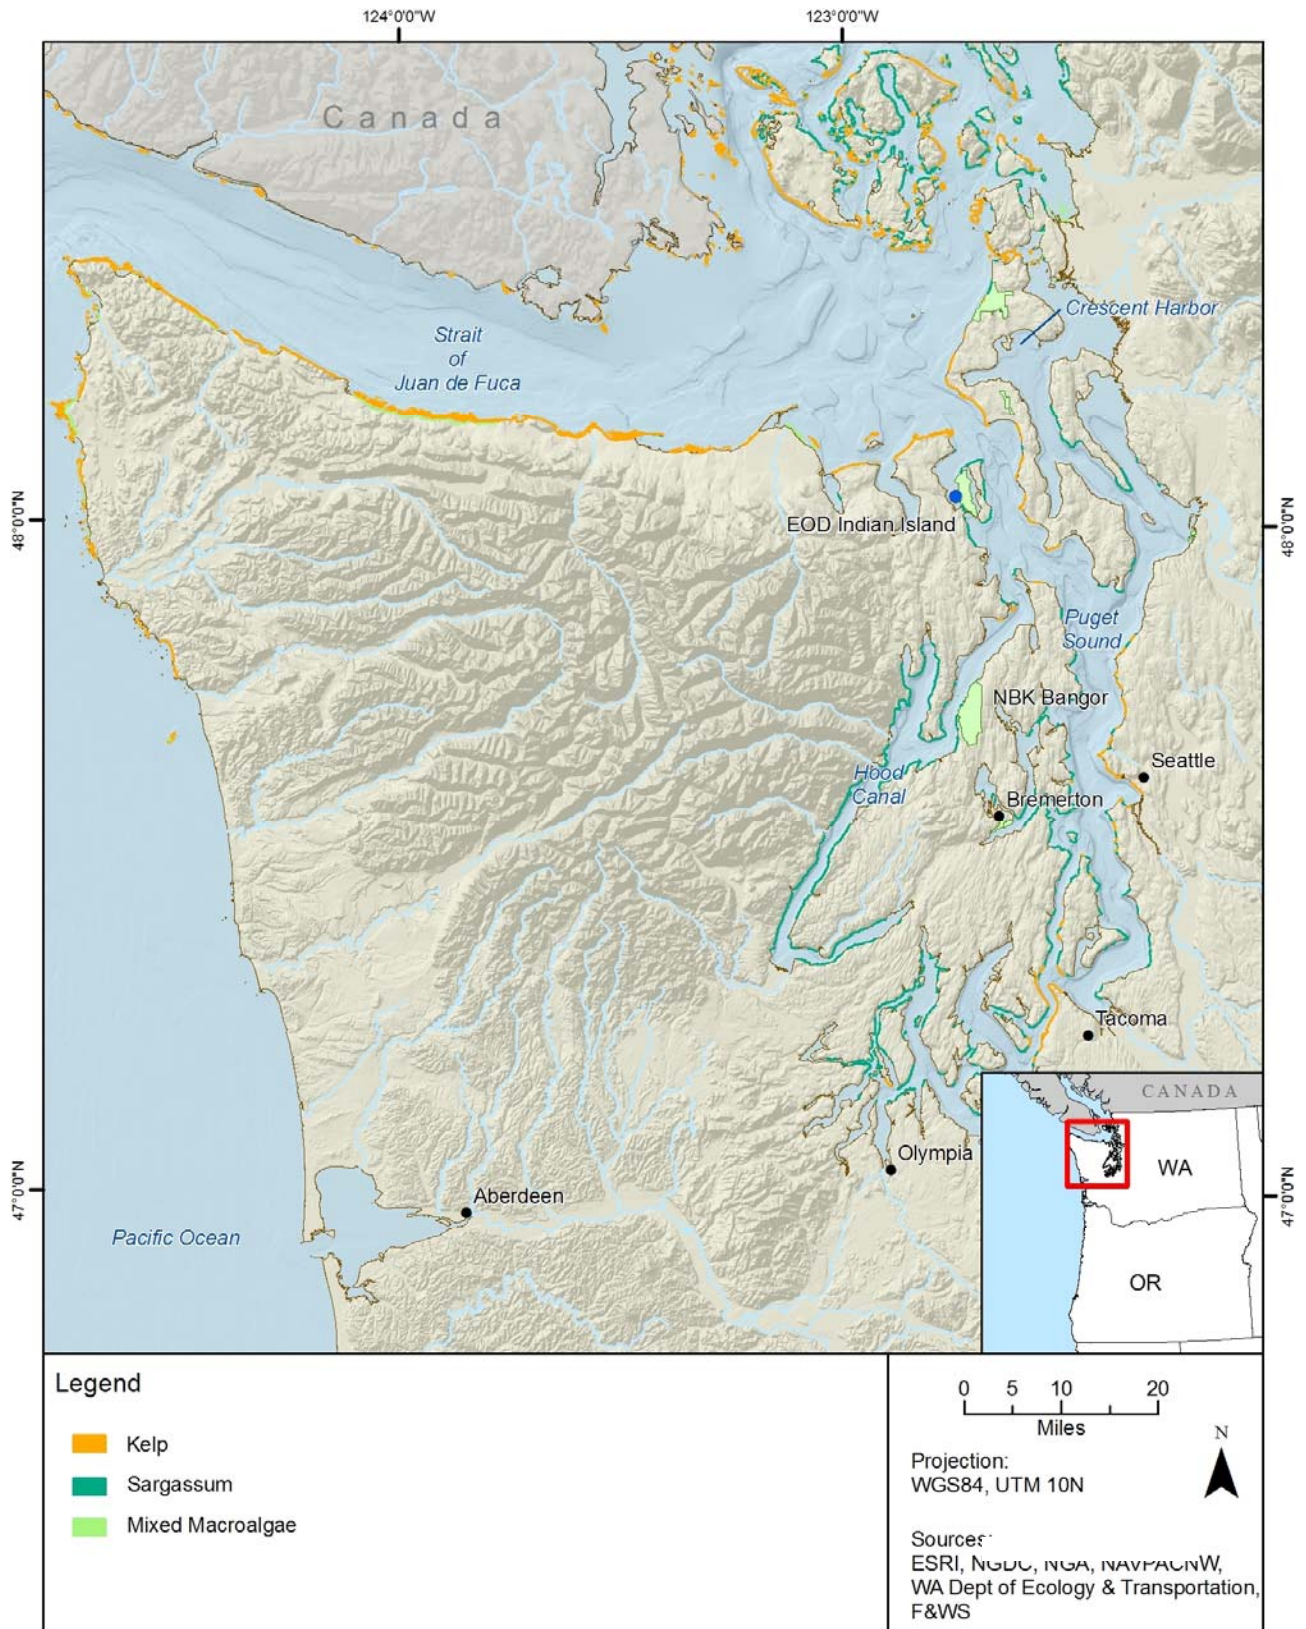 124°0'0"W
123°0'0"W
Canada
Crescent Harbor
Strait
of
Juan de Fuca
48°0'0"N
48°0'0"N
EOD Indian Island
Puget
Sound
NBK Bangor
Seattle
Hood
Canal
Bremerton
Tacoma
CANADA
Olympia
WA
47°0'0"N
47°0'0"N
Aberdeen
Pacific Ocean
OR
Legend
Kelp
Sargassum
Mixed Macroalgae
0 5 10 20
Miles
N
Projection:
WGS84, UTM 10N
Sources:
ESRI, NGDC, NGA, NAVPACNW,
WA Dept of Ecology & Transportation,
F&WS